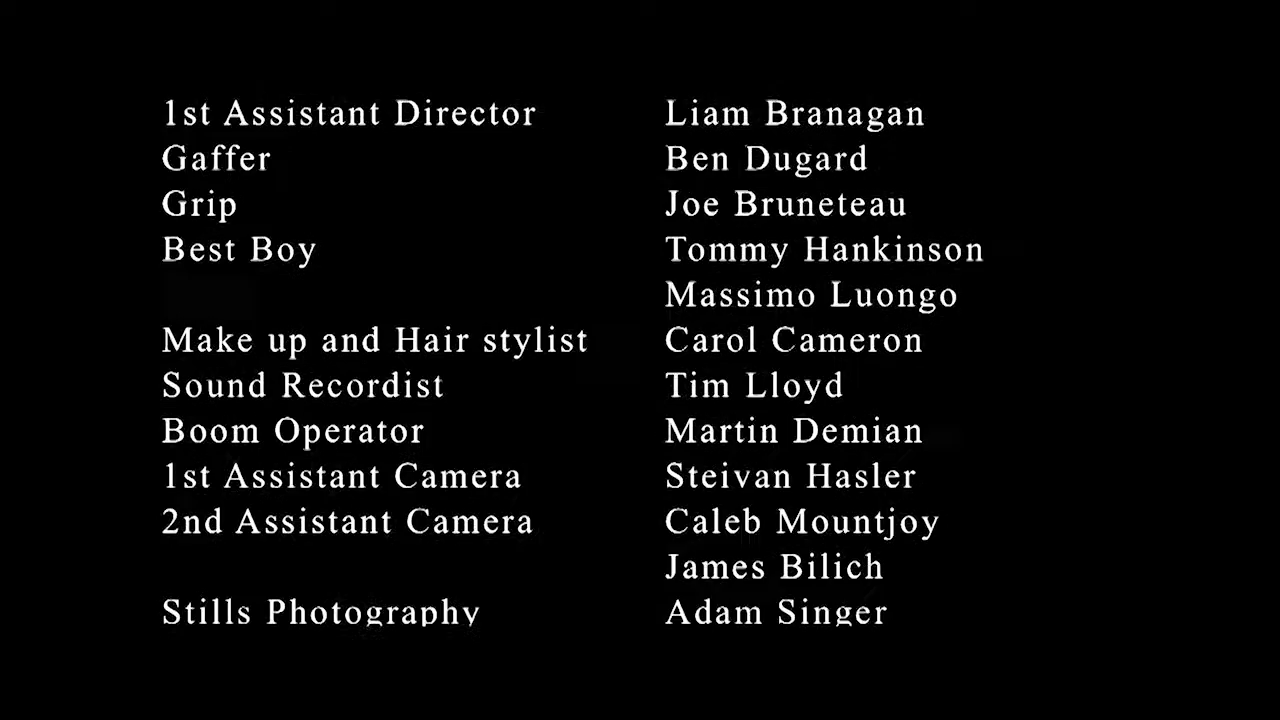 1st Assistant Director Liam Branagan
Gaffer Ben Dugard
Grip Joe Bruneteau
Best Boy Tommy Hankinson
Massimo Luongo
Make up and Hair stylist Carol Cameron
Sound Recordist Tim Lloyd
Boom Operator Martin Demian
1st Assistant Camera Steivan Hasler
2nd Assistant Camera Caleb Mountjoy
James Bilich
Stills Photography Adam Singer